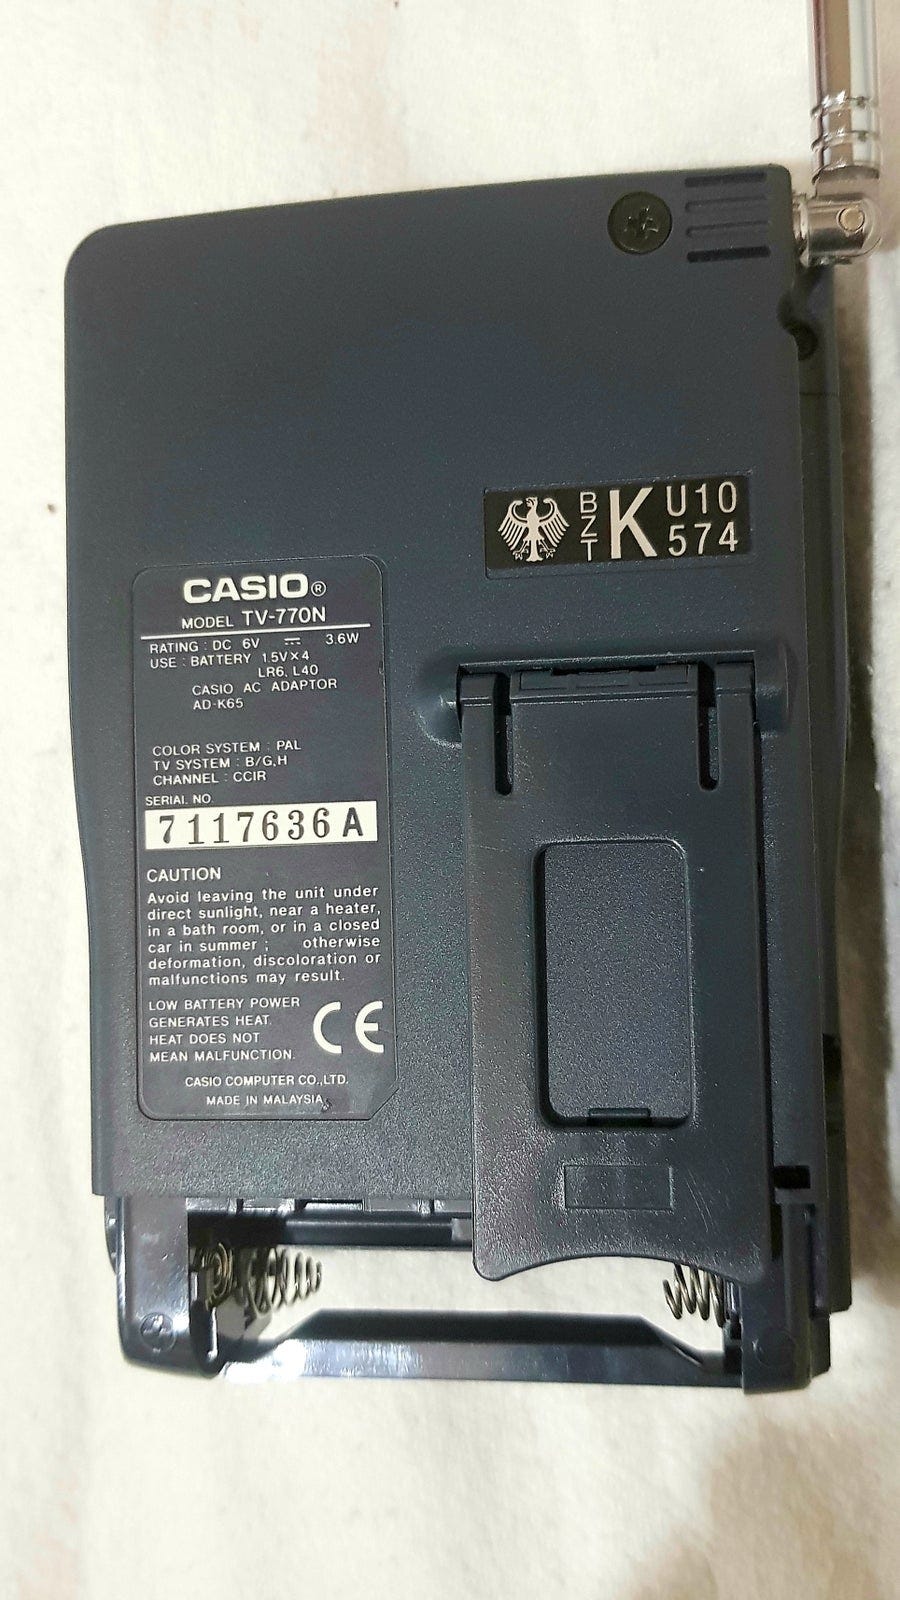 BZT K U10 574
CASIO®
MODEL TV-770N
RATING : DC 6V ⎓ 3.6W
USE : BATTERY 1.5V×4
LR6, L40
CASIO AC ADAPTOR
AD-K65
COLOR SYSTEM : PAL
TV SYSTEM : B/G,H
CHANNEL : CCIR
SERIAL NO.
7117636A
CAUTION
Avoid leaving the unit under
direct sunlight, near a heater,
in a bath room, or in a closed
car in summer ; otherwise
deformation, discoloration or
malfunctions may result.
LOW BATTERY POWER
GENERATES HEAT.
HEAT DOES NOT
MEAN MALFUNCTION.
CE
CASIO COMPUTER CO.,LTD.
MADE IN MALAYSIA